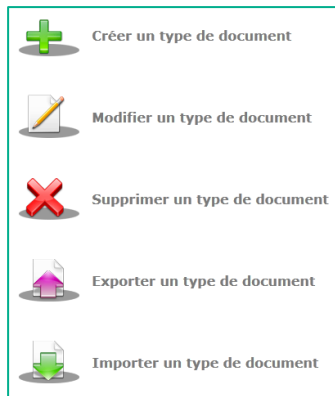 Créer un type de document
Modifier un type de document
Supprimer un type de document
Exporter un type de document
Importer un type de document